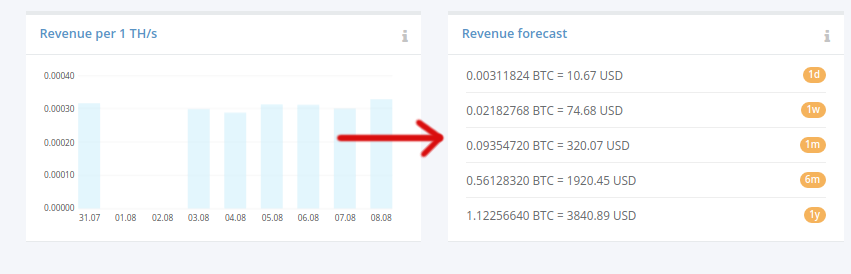 Revenue per 1 TH/s
0.00040
0.00030
0.00020
0.00010
0.00000
31.07 01.08 02.08 03.08 04.08 05.08 06.08 07.08 08.08
Revenue forecast
0.00311824 BTC = 10.67 USD 1d
0.02182768 BTC = 74.68 USD 1w
0.09354720 BTC = 320.07 USD 1m
0.56128320 BTC = 1920.45 USD 6m
1.12256640 BTC = 3840.89 USD 1y